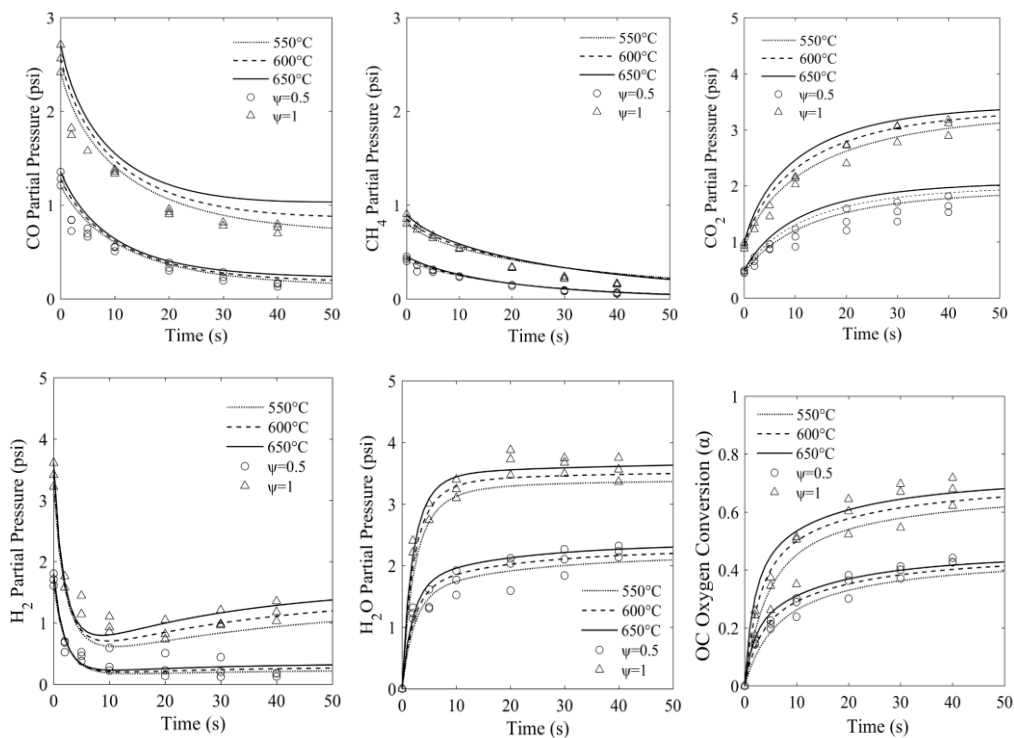 CO Partial Pressure (psi)
3
2
1
0
0 10 20 30 40 50
Time (s)
550°C
600°C
650°C
ψ=0.5
ψ=1
CH4 Partial Pressure (psi)
3
2
1
0
0 10 20 30 40 50
Time (s)
550°C
600°C
650°C
ψ=0.5
ψ=1
CO2 Partial Pressure (psi)
5
4
3
2
1
0
0 10 20 30 40 50
Time (s)
550°C
600°C
650°C
ψ=0.5
ψ=1
H2 Partial Pressure (psi)
5
4
3
2
1
0
0 10 20 30 40 50
Time (s)
550°C
600°C
650°C
ψ=0.5
ψ=1
H2O Partial Pressure (psi)
5
4
3
2
1
0
0 10 20 30 40 50
Time (s)
550°C
600°C
650°C
ψ=0.5
ψ=1
OC Oxygen Conversion (α)
1
0.8
0.6
0.4
0.2
0
0 10 20 30 40 50
Time (s)
550°C
600°C
650°C
ψ=0.5
ψ=1